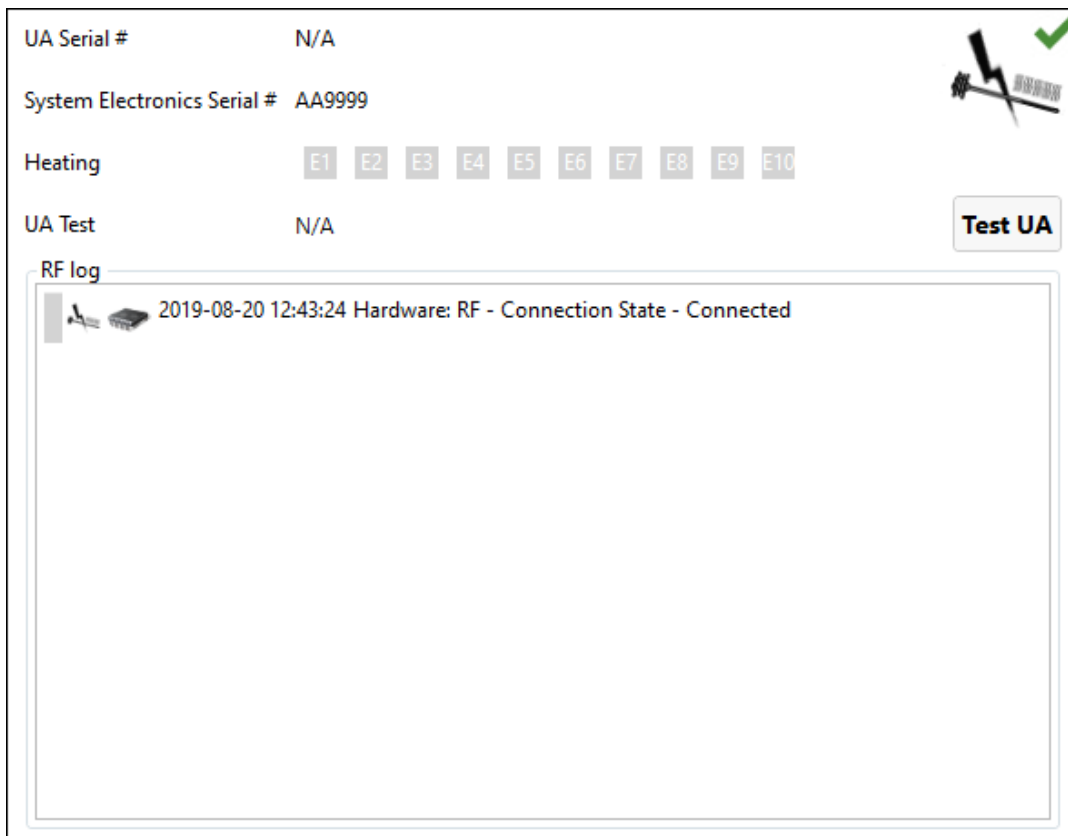 UA Serial # N/A
System Electronics Serial # AA9999
Heating E1 E2 E3 E4 E5 E6 E7 E8 E9 E10
UA Test N/A Test UA
RF log
2019-08-20 12:43:24 Hardware: RF - Connection State - Connected